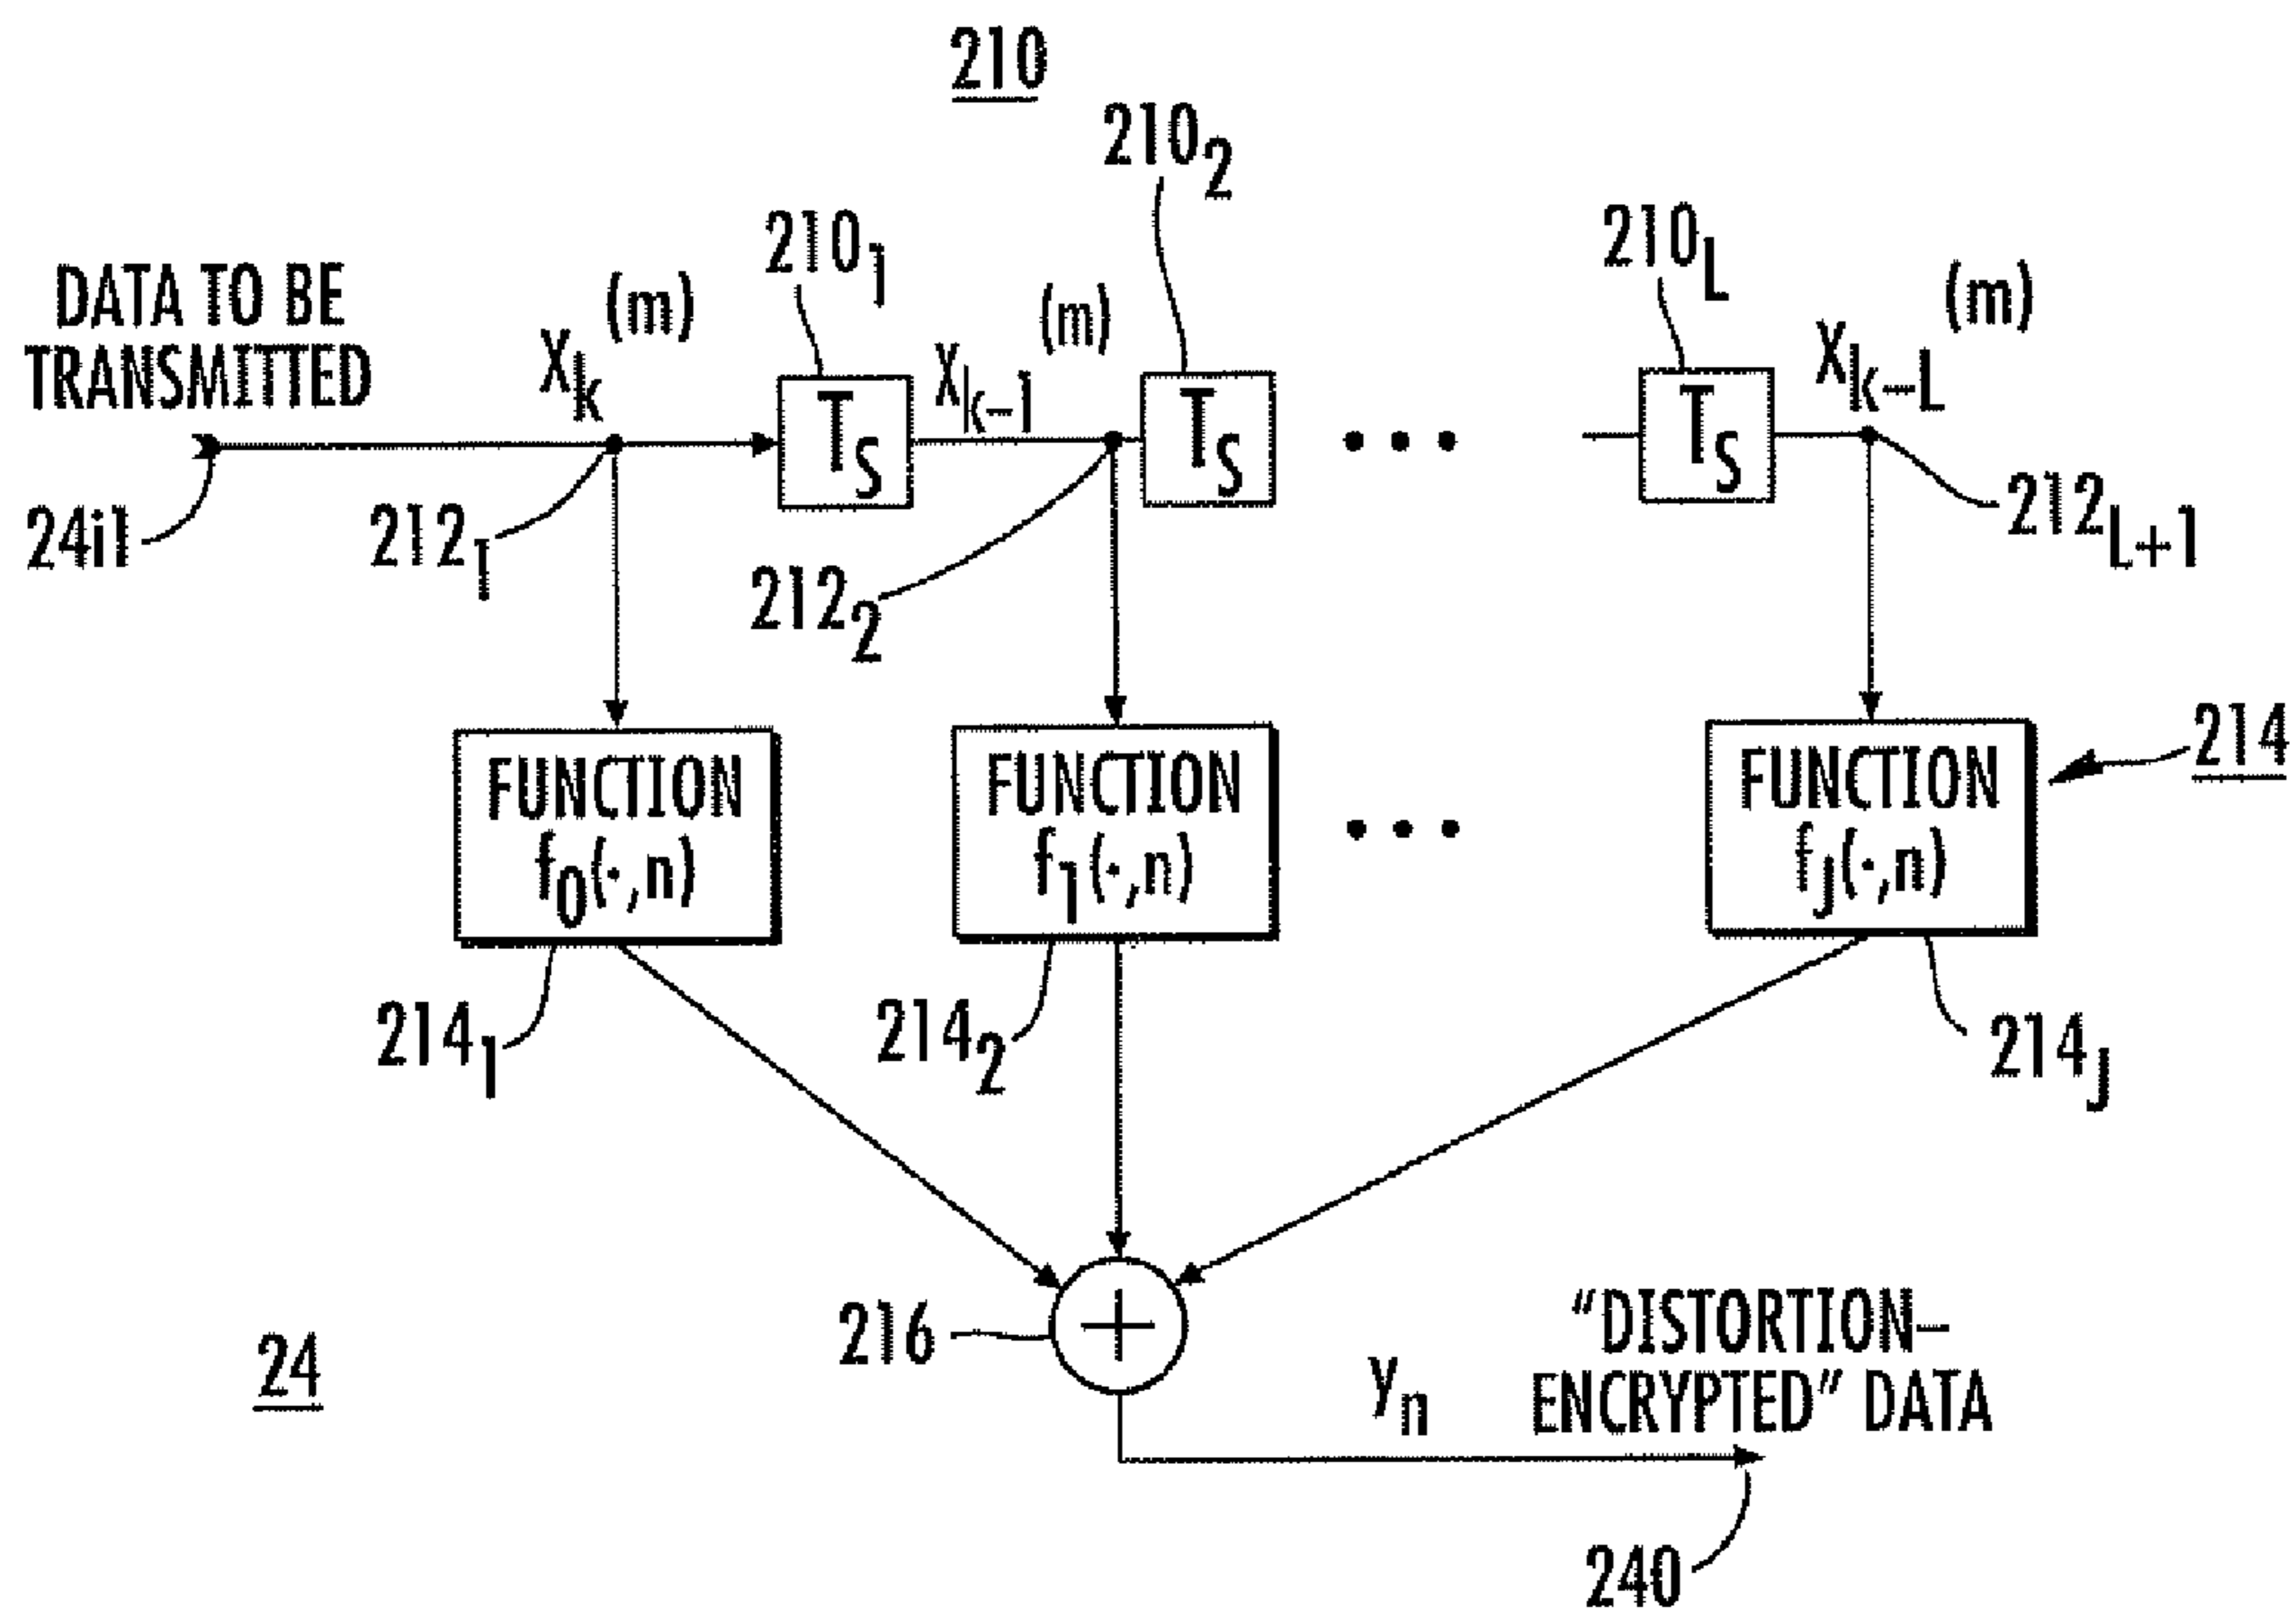 210
210₂
210₁
210L
DATA TO BE
TRANSMITTED
Xk(m)
Xk–1(m)
Xk–L(m)
TS
TS
• • •
TS
24i1
212₁
212₂
212L+1
FUNCTION
f₀(·,n)
FUNCTION
f₁(·,n)
• • •
FUNCTION
fJ(·,n)
214
214₁
214₂
214J
216
+
24
yn
"DISTORTION–
ENCRYPTED" DATA
240